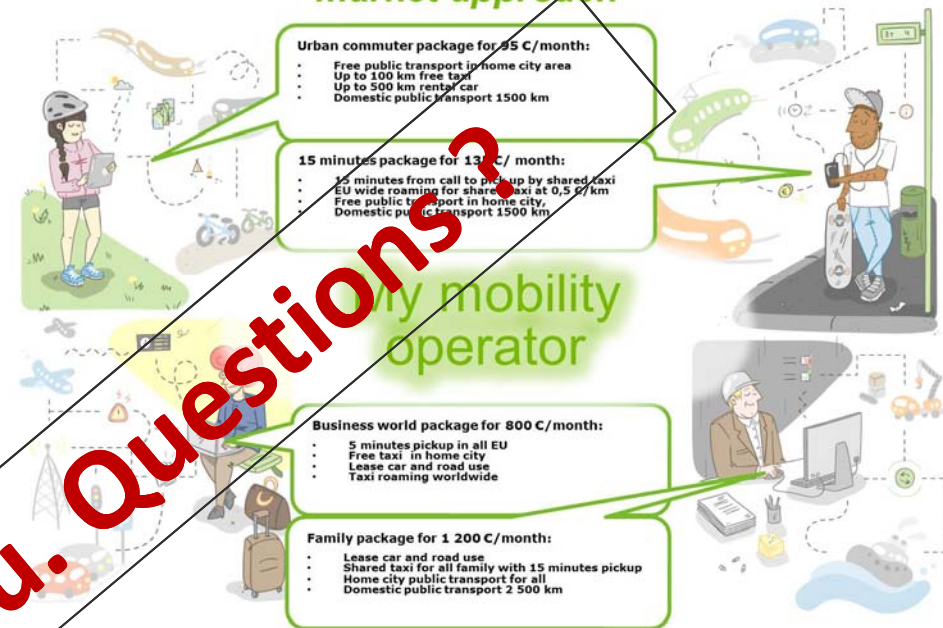 market approach
Urban commuter package for 95 €/month:
• Free public transport in home city area
• Up to 100 km free taxi
• Up to 500 km rental car
• Domestic public transport 1500 km
15 minutes package for €/ month:
• 15 minutes from call to pick up by shared taxi
• EU wide roaming for shared taxi at 0,5 €/km
• Free public transport in home city,
• Domestic public transport 1500 km
My mobility
operator
Business world package for 800 €/month:
• 5 minutes pickup in all EU
• Free taxi in home city
• Lease car and road use
• Taxi roaming worldwide
Family package for 1 200 €/month:
• Lease car and road use
• Shared taxi for all family with 15 minutes pickup
• Home city public transport for all
• Domestic public transport 2 500 km
u. Questions ?